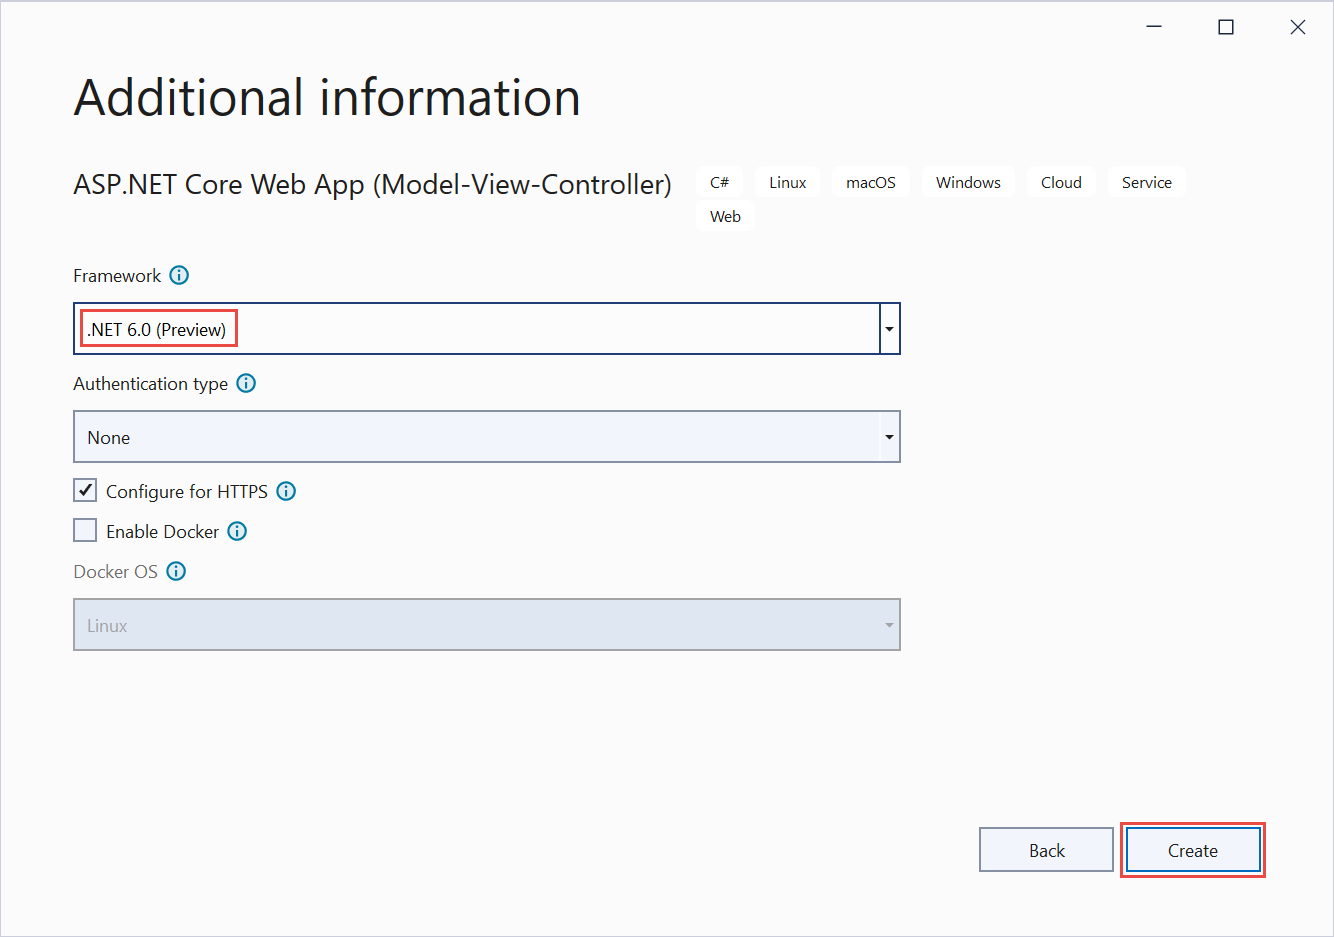 Additional information
ASP.NET Core Web App (Model-View-Controller) C# Linux macOS Windows Cloud Service
Web
Framework
.NET 6.0 (Preview)
Authentication type
None
Configure for HTTPS
Enable Docker
Docker OS
Linux
Back Create